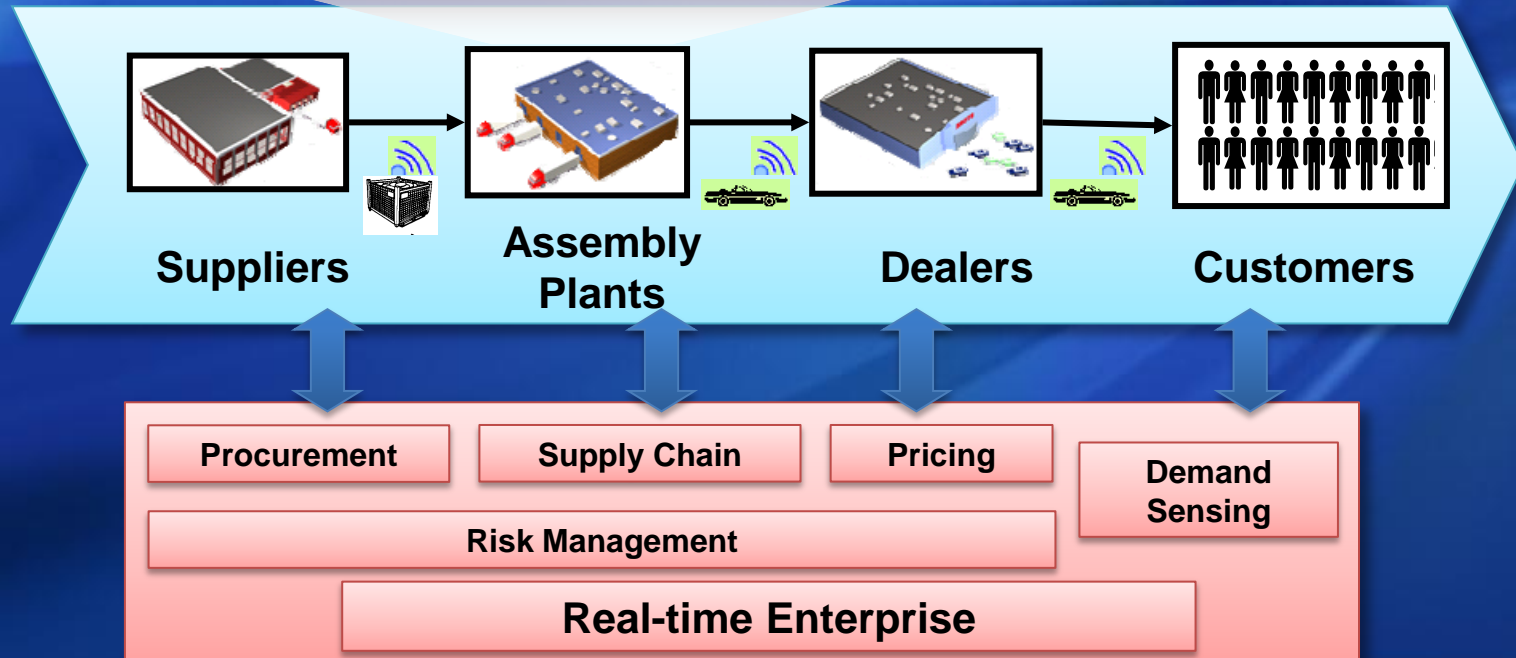 Suppliers
Assembly
Plants
Dealers
Customers
Procurement
Supply Chain
Pricing
Demand
Sensing
Risk Management
Real-time Enterprise